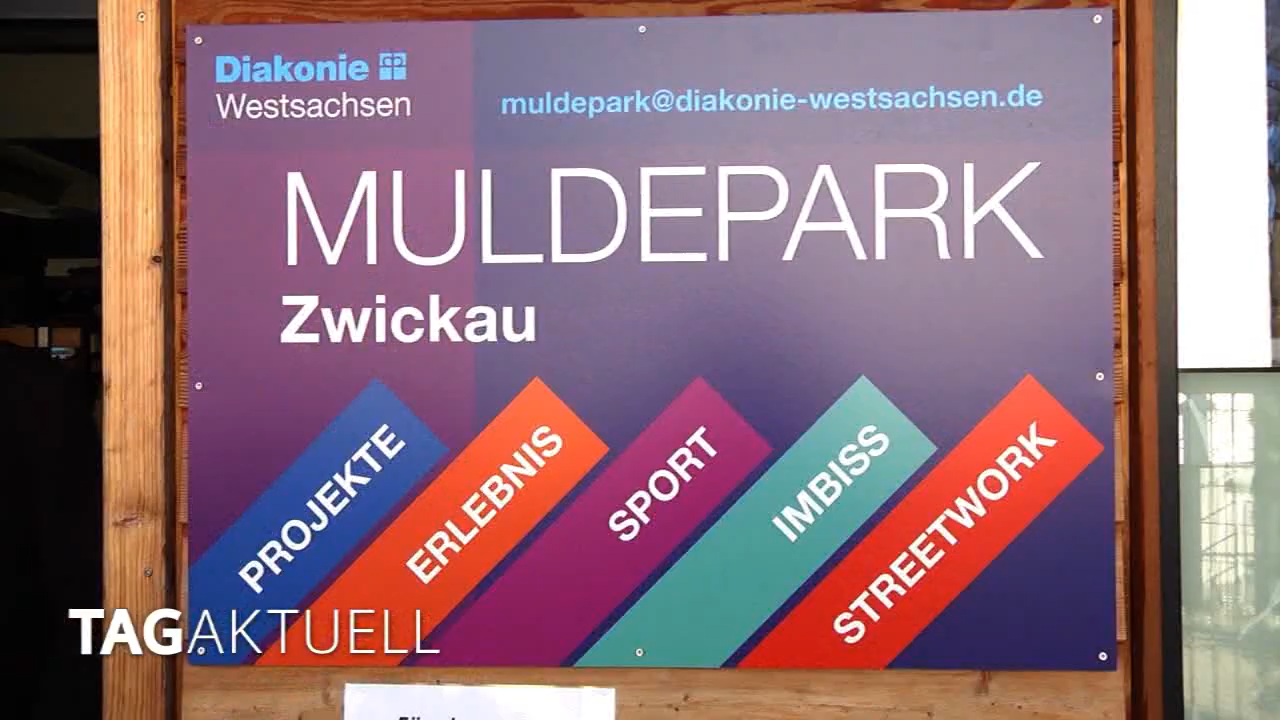 Diakonie
Westsachsen
muldepark@diakonie-westsachsen.de
MULDEPARK
Zwickau
PROJEKTE
ERLEBNIS
SPORT
IMBISS
STREETWORK
TAGAKTUELL